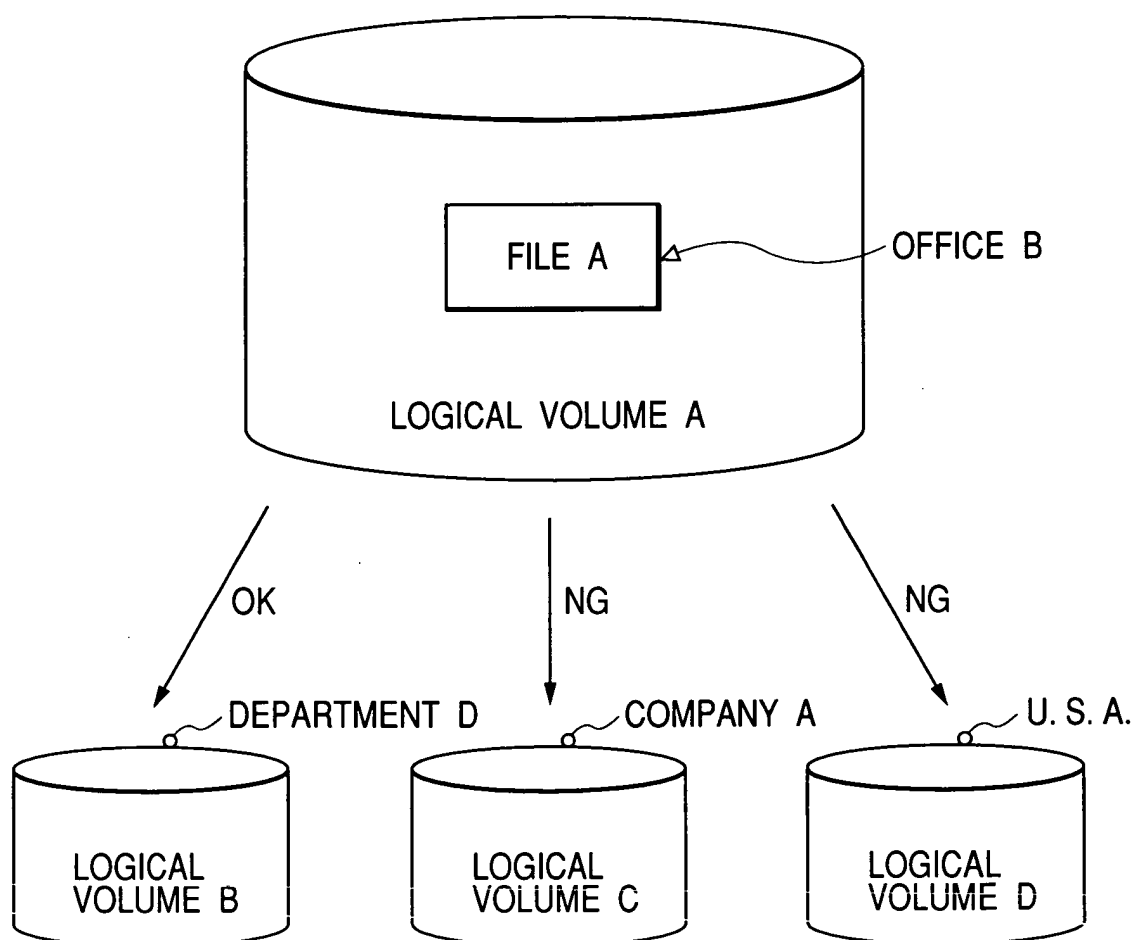 FILE A
OFFICE B
LOGICAL VOLUME A
OK
NG
NG
DEPARTMENT D
COMPANY A
U. S. A.
LOGICAL
VOLUME B
LOGICAL
VOLUME C
LOGICAL
VOLUME D